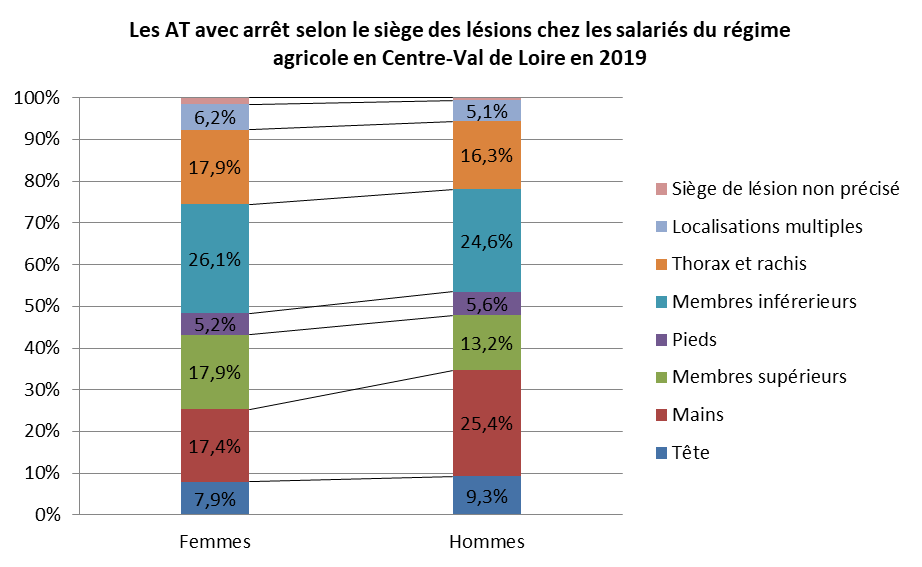 Les AT avec arrêt selon le siège des lésions chez les salariés du régime
agricole en Centre-Val de Loire en 2019
100%
90%
80%
70%
60%
50%
40%
30%
20%
10%
0%
6,2%
17,9%
26,1%
5,2%
17,9%
17,4%
7,9%
5,1%
16,3%
24,6%
5,6%
13,2%
25,4%
9,3%
Femmes
Hommes
Siège de lésion non précisé
Localisations multiples
Thorax et rachis
Membres inférerieurs
Pieds
Membres supérieurs
Mains
Tête